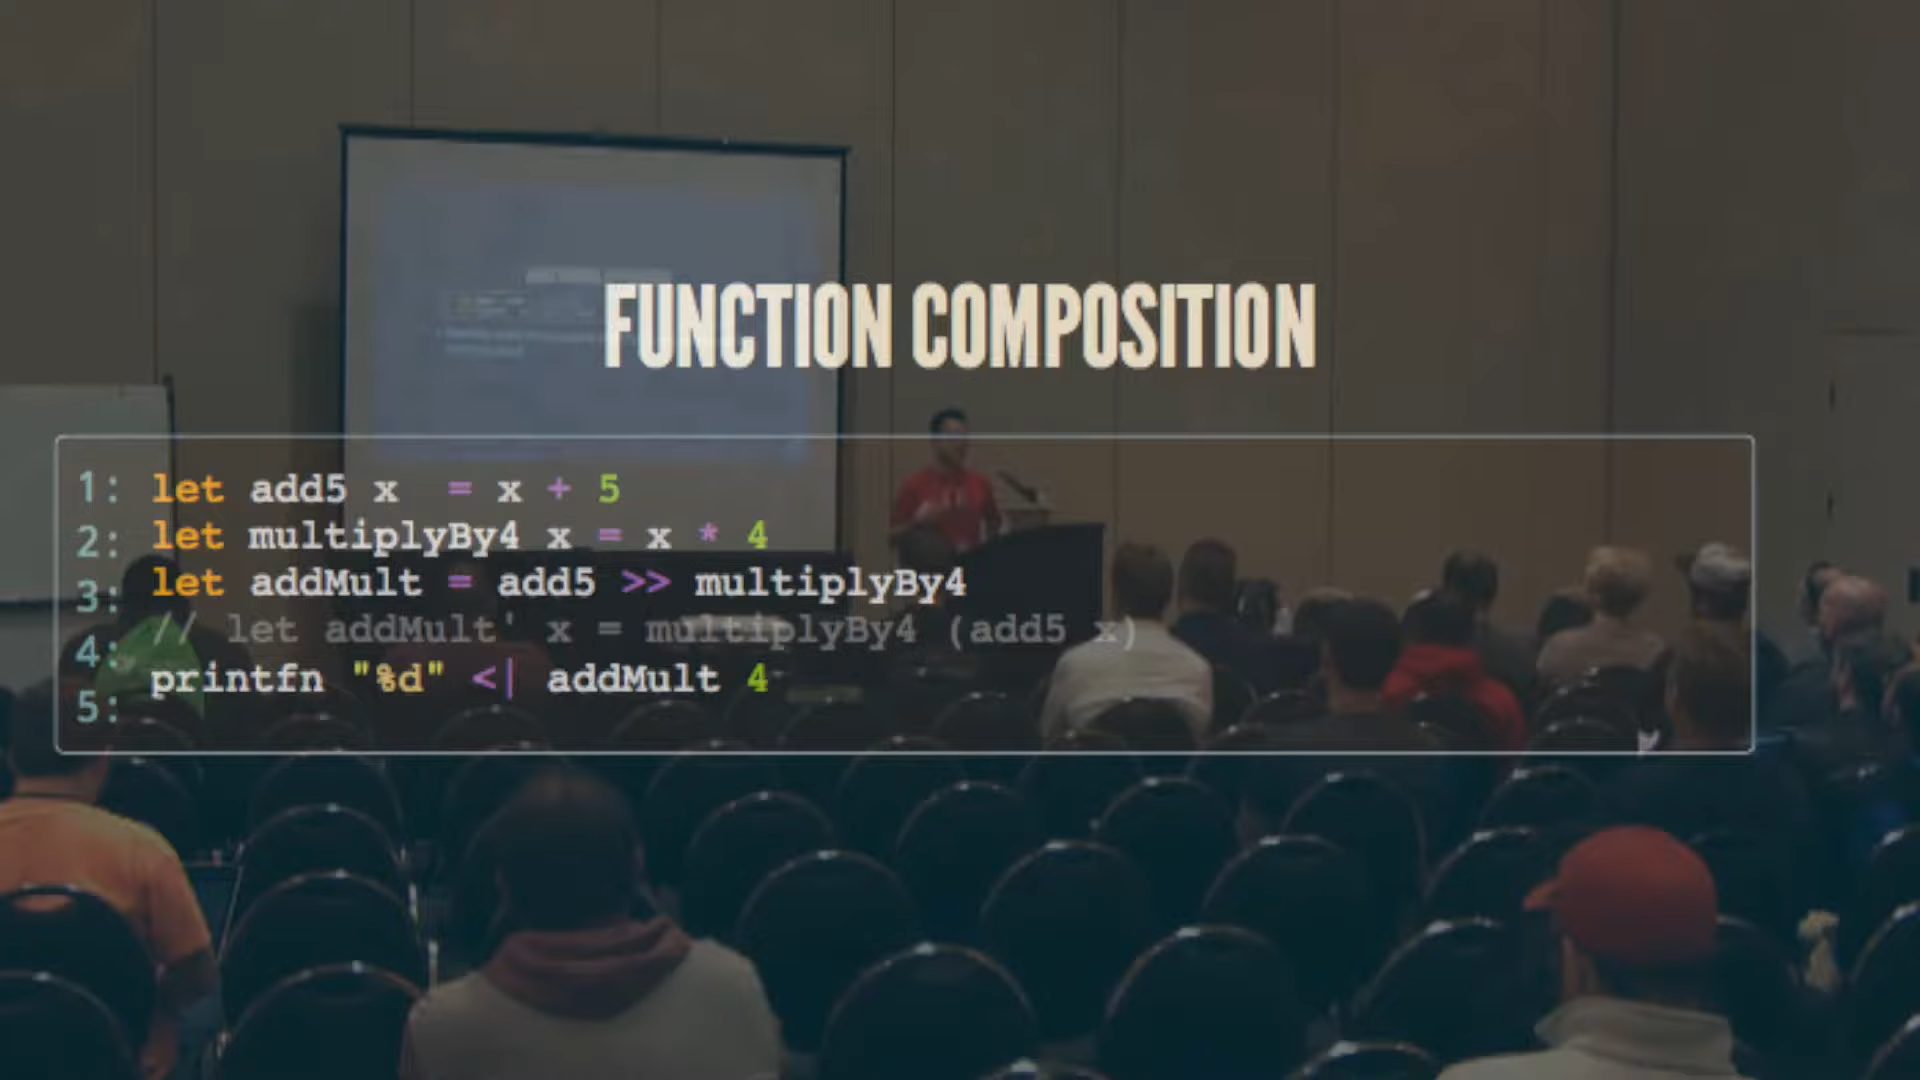 FUNCTION COMPOSITION
1: let add5 x  = x + 5
2: let multiplyBy4 x = x * 4
3: let addMult = add5 >> multiplyBy4
4: // let addMult' x = multiplyBy4 (add5 x)
5: printfn "%d" <| addMult 4